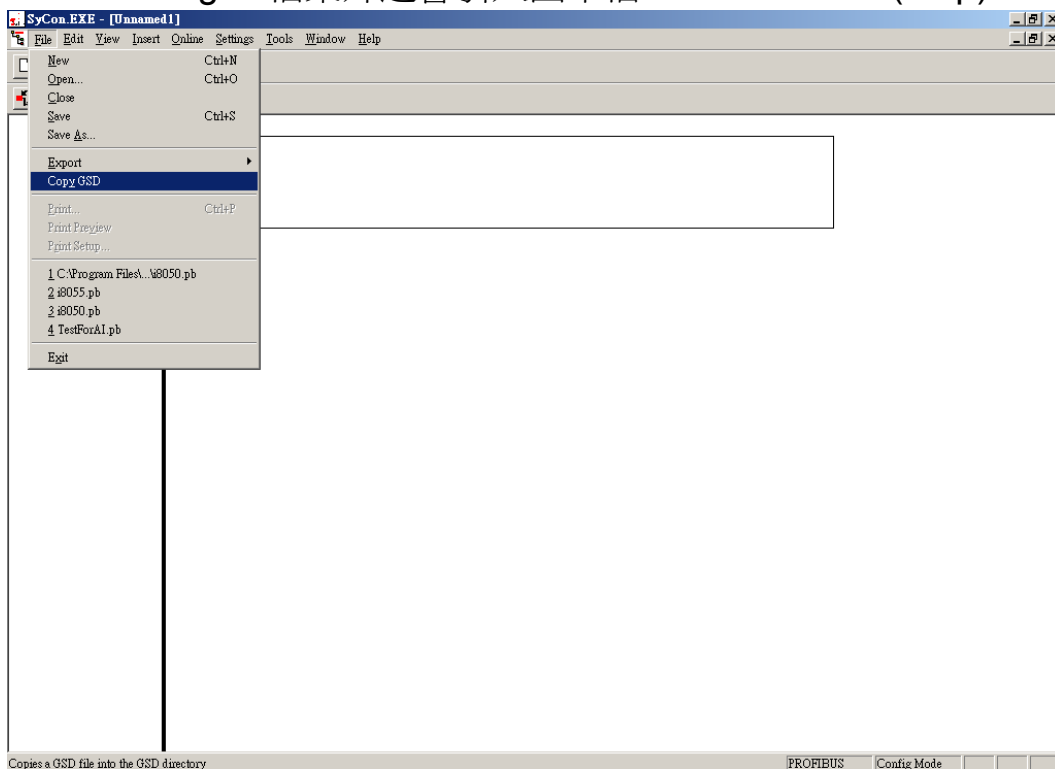 SyCon.EXE - [Unnamed1]
File Edit View Insert Online Settings Tools Window Help
New Ctrl+N
Open... Ctrl+O
Close
Save Ctrl+S
Save As...
Export
Copy GSD
Print... Ctrl+P
Print Preview
Print Setup...
1 C:\Program Files\...\i8050.pb
2 i8055.pb
3 i8050.pb
4 TestForAI.pb
Exit
Copies a GSD file into the GSD directory PROFIBUS Config Mode